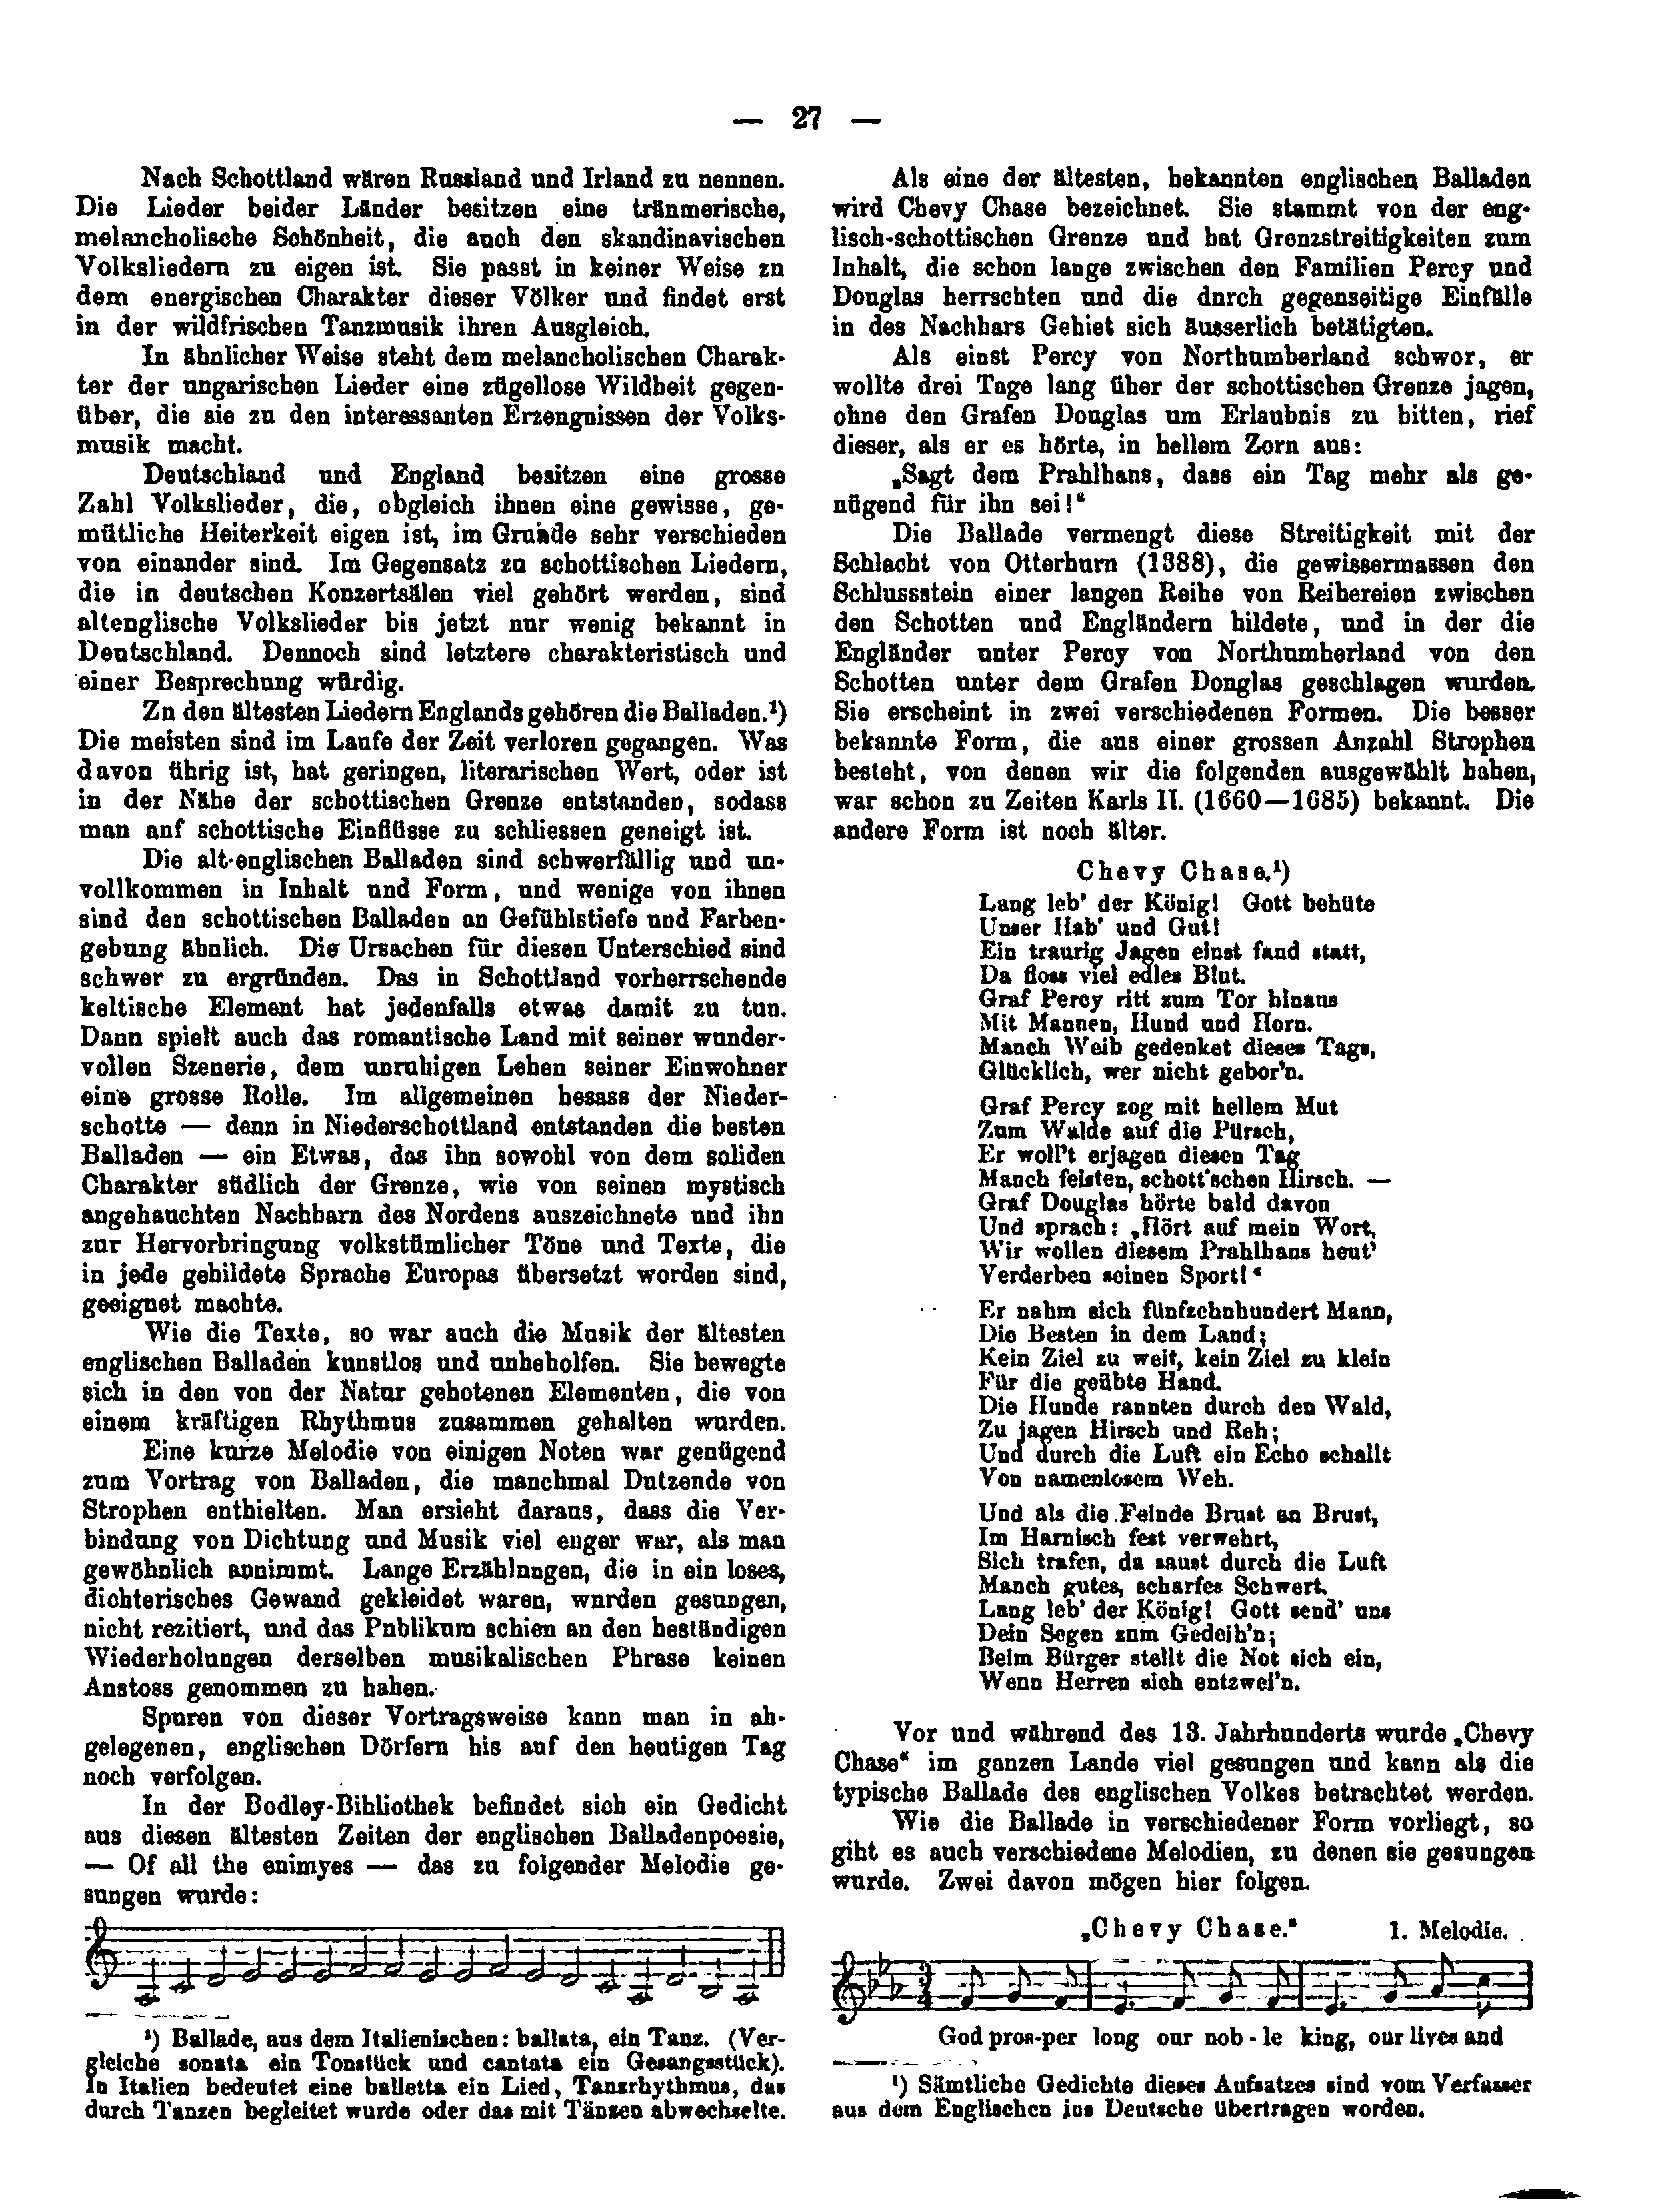 — 27 —
Nach Schottland wären Russland und Irland zu nennen.
Die Lieder beider Länder besitzen eine träumerische,
melancholische Schönheit, die auch den skandinavischen
Volksliedern zu eigen ist. Sie passt in keiner Weise zu
dem energischen Charakter dieser Völker und findet erst
in der wildfrischen Tanzmusik ihren Ausgleich.
In ähnlicher Weise steht dem melancholischen Charak-
ter der ungarischen Lieder eine zügellose Wildheit gegen-
über, die sie zu den interessanten Erzeugnissen der Volks-
musik macht.
Deutschland und England besitzen eine grosse
Zahl Volkslieder, die, obgleich ihnen eine gewisse, ge-
mütliche Heiterkeit eigen ist, im Grunde sehr verschieden
von einander sind. Im Gegensatz zu schottischen Liedern,
die in deutschen Konzertsälen viel gehört werden, sind
altenglische Volkslieder bis jetzt nur wenig bekannt in
Deutschland. Dennoch sind letztere charakteristisch und
einer Besprechung würdig.
Zu den ältesten Liedern Englands gehören die Balladen.¹)
Die meisten sind im Laufe der Zeit verloren gegangen. Was
davon übrig ist, hat geringen, literarischen Wert, oder ist
in der Nähe der schottischen Grenze entstanden, sodass
man auf schottische Einflüsse zu schliessen geneigt ist.
Die alt-englischen Balladen sind schwerfällig und un-
vollkommen in Inhalt und Form, und wenige von ihnen
sind den schottischen Balladen an Gefühlstiefe und Farben-
gebung ähnlich. Die Ursachen für diesen Unterschied sind
schwer zu ergründen. Das in Schottland vorherrschende
keltische Element hat jedenfalls etwas damit zu tun.
Dann spielt auch das romantische Land mit seiner wunder-
vollen Szenerie, dem unruhigen Leben seiner Einwohner
eine grosse Rolle. Im allgemeinen besass der Nieder-
schotte — denn in Niederschottland entstanden die besten
Balladen — ein Etwas, das ihn sowohl von dem soliden
Charakter südlich der Grenze, wie von seinen mystisch
angehauchten Nachbarn des Nordens auszeichnete und ihn
zur Hervorbringung volkstümlicher Töne und Texte, die
in jede gebildete Sprache Europas übersetzt worden sind,
geeignet machte.
Wie die Texte, so war auch die Musik der ältesten
englischen Balladen kunstlos und unbeholfen. Sie bewegte
sich in den von der Natur gebotenen Elementen, die von
einem kräftigen Rhythmus zusammen gehalten wurden.
Eine kurze Melodie von einigen Noten war genügend
zum Vortrag von Balladen, die manchmal Dutzende von
Strophen enthielten. Man ersieht daraus, dass die Ver-
bindung von Dichtung und Musik viel enger war, als man
gewöhnlich annimmt. Lange Erzählungen, die in ein loses,
dichterisches Gewand gekleidet waren, wurden gesungen,
nicht rezitiert, und das Publikum schien an den beständigen
Wiederholungen derselben musikalischen Phrase keinen
Anstoss genommen zu haben.
Spuren von dieser Vortragsweise kann man in ab-
gelegenen, englischen Dörfern bis auf den heutigen Tag
noch verfolgen.
In der Bodley-Bibliothek befindet sich ein Gedicht
aus diesen ältesten Zeiten der englischen Balladenpoesie,
— Of all the enimyes — das zu folgender Melodie ge-
sungen wurde:
¹) Ballade, aus dem Italienischen: ballata, ein Tanz. (Ver-
gleiche sonata ein Tonstück und cantata ein Gesangsstück).
In Italien bedeutet eine balletta ein Lied, Tanzrhythmus, das
durch Tanzen begleitet wurde oder das mit Tänzen abwechselte.
Als eine der ältesten, bekannten englischen Balladen
wird Chevy Chase bezeichnet. Sie stammt von der eng-
lisch-schottischen Grenze und hat Grenzstreitigkeiten zum
Inhalt, die schon lange zwischen den Familien Percy und
Douglas herrschten und die durch gegenseitige Einfälle
in des Nachbars Gebiet sich äusserlich betätigten.
Als einst Percy von Northumberland schwor, er
wollte drei Tage lang über der schottischen Grenze jagen,
ohne den Grafen Douglas um Erlaubnis zu bitten, rief
dieser, als er es hörte, in hellem Zorn aus:
„Sagt dem Prahlhans, dass ein Tag mehr als ge-
nügend für ihn sei!“
Die Ballade vermengt diese Streitigkeit mit der
Schlacht von Otterburn (1388), die gewissermassen den
Schlussstein einer langen Reihe von Reibereien zwischen
den Schotten und Engländern bildete, und in der die
Engländer unter Percy von Northumberland von den
Schotten unter dem Grafen Douglas geschlagen wurden.
Sie erscheint in zwei verschiedenen Formen. Die besser
bekannte Form, die aus einer grossen Anzahl Strophen
besteht, von denen wir die folgenden ausgewählt haben,
war schon zu Zeiten Karls II. (1660—1685) bekannt. Die
andere Form ist noch älter.
Chevy Chase.¹)
Lang leb' der König! Gott behüte
Unser Hab' und Gut!
Ein traurig Jagen einst fand statt,
Da floss viel edles Blut.
Graf Percy ritt zum Tor hinaus
Mit Mannen, Hund und Horn.
Manch Weib gedenket dieses Tags,
Glücklich, wer nicht gebor'n.
Graf Percy zog mit hellem Mut
Zum Walde auf die Pürsch,
Er woll't erjagen diesen Tag
Manch feisten, schott'schen Hirsch. —
Graf Douglas hörte bald davon
Und sprach: „Hört auf mein Wort,
Wir wollen diesem Prahlhans heut'
Verderben seinen Sport!“
Er nahm sich fünfzehnhundert Mann,
Die Besten in dem Land;
Kein Ziel zu weit, kein Ziel zu klein
Für die geübte Hand.
Die Hunde rannten durch den Wald,
Zu jagen Hirsch und Reh;
Und durch die Luft ein Echo schallt
Von namenlosem Weh.
Und als die Feinde Brust an Brust,
Im Harnisch fest verwehrt,
Sich trafen, da saust durch die Luft
Manch gutes, scharfes Schwert.
Lang leb' der König! Gott send' uns
Dein Segen zum Gedeih'n;
Beim Bürger stellt die Not sich ein,
Wenn Herren sich entzwei'n.
Vor und während des 13. Jahrhunderts wurde „Chevy
Chase“ im ganzen Lande viel gesungen und kann als die
typische Ballade des englischen Volkes betrachtet werden.
Wie die Ballade in verschiedener Form vorliegt, so
gibt es auch verschiedene Melodien, zu denen sie gesungen
wurde. Zwei davon mögen hier folgen.
„Chevy Chase.“ 1. Melodie.
3/4
God pros-per long our nob-le king, our lives and
¹) Sämtliche Gedichte dieses Aufsatzes sind vom Verfasser
aus dem Englischen ins Deutsche übertragen worden.